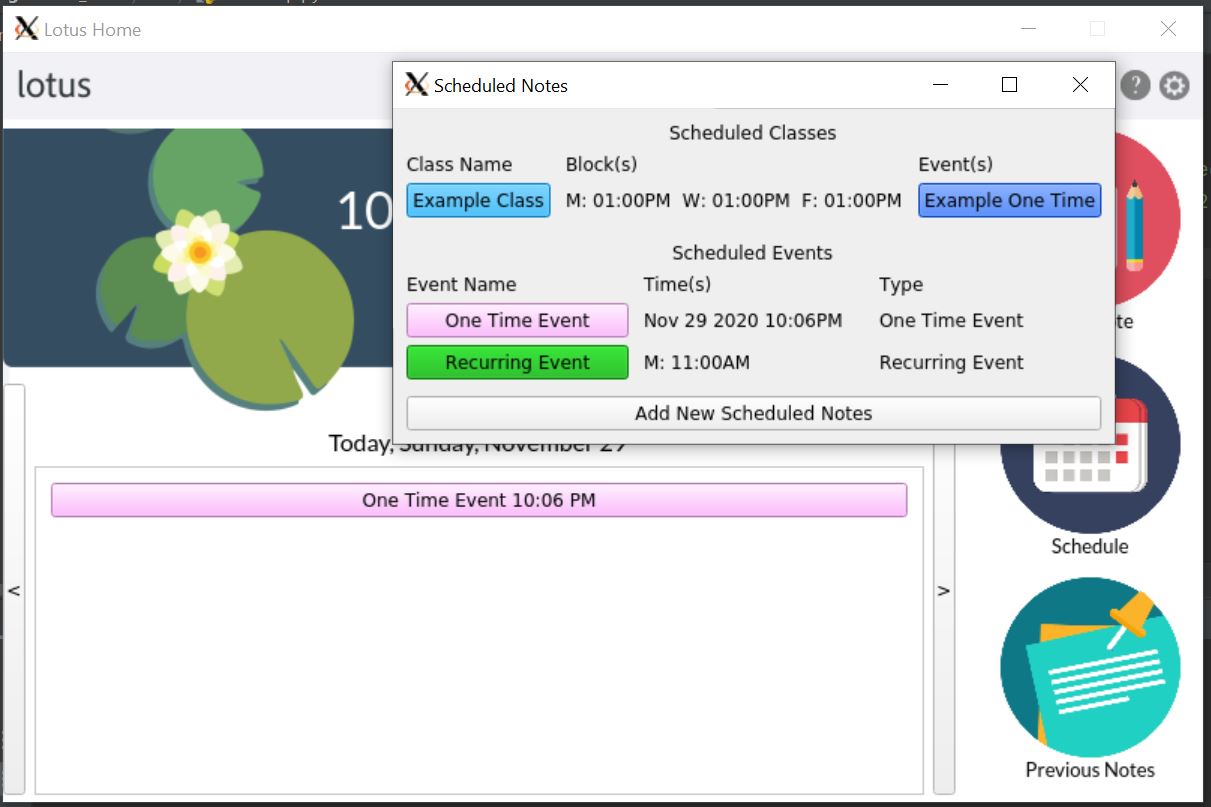 Lotus Home
lotus
?
10
Scheduled Notes
Scheduled Classes
Class Name Block(s) Event(s)
Example Class M: 01:00PM W: 01:00PM F: 01:00PM Example One Time
Scheduled Events
Event Name Time(s) Type
One Time Event Nov 29 2020 10:06PM One Time Event
Recurring Event M: 11:00AM Recurring Event
Add New Scheduled Notes
Today, Sunday, November 29
One Time Event 10:06 PM
<
>
Schedule
Previous Notes